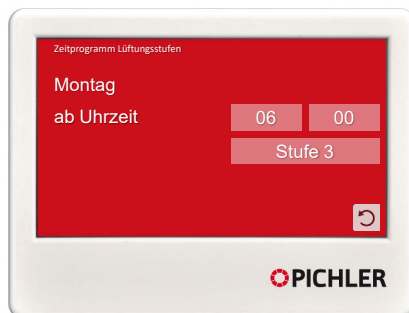 Zeitprogramm Lüftungsstufen
Montag
ab Uhrzeit 06 00
Stufe 3
PICHLER